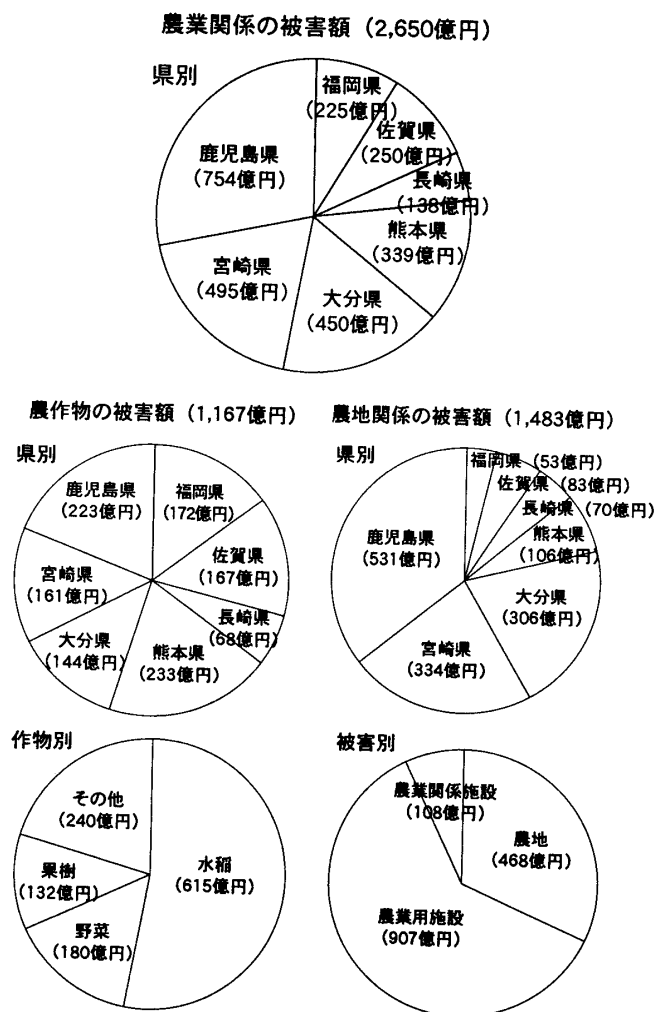 農業関係の被害額（2,650億円）
県別
福岡県
（225億円）
佐賀県
（250億円）
長崎県
（138億円）
熊本県
（339億円）
大分県
（450億円）
宮崎県
（495億円）
鹿児島県
（754億円）
農作物の被害額（1,167億円）
県別
福岡県
（172億円）
佐賀県
（167億円）
長崎県
（68億円）
熊本県
（233億円）
大分県
（144億円）
宮崎県
（161億円）
鹿児島県
（223億円）
農地関係の被害額（1,483億円）
県別
福岡県（53億円）
佐賀県（83億円）
長崎県（70億円）
熊本県
（106億円）
大分県
（306億円）
宮崎県
（334億円）
鹿児島県
（531億円）
作物別
水稲
（615億円）
野菜
（180億円）
果樹
（132億円）
その他
（240億円）
被害別
農地
（468億円）
農業用施設
（907億円）
農業関係施設
（108億円）